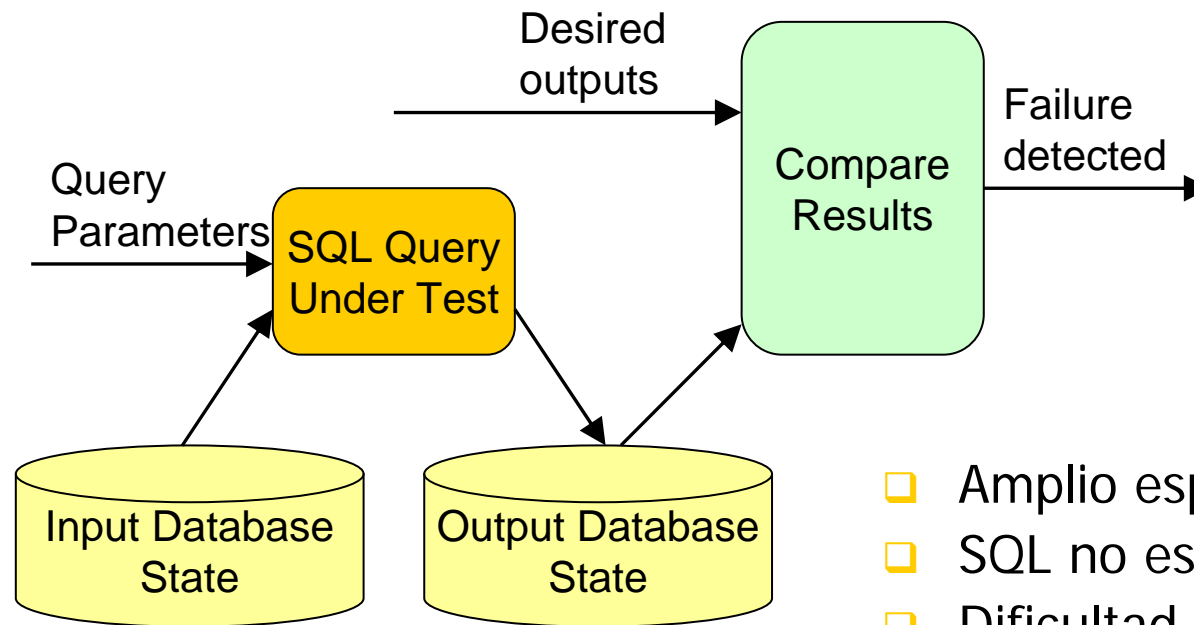 Desired
outputs
Failure
detected
Compare
Results
Query
Parameters
SQL Query
Under Test
Input Database
State
Output Database
State
Amplio
SQL no es
Dificultad